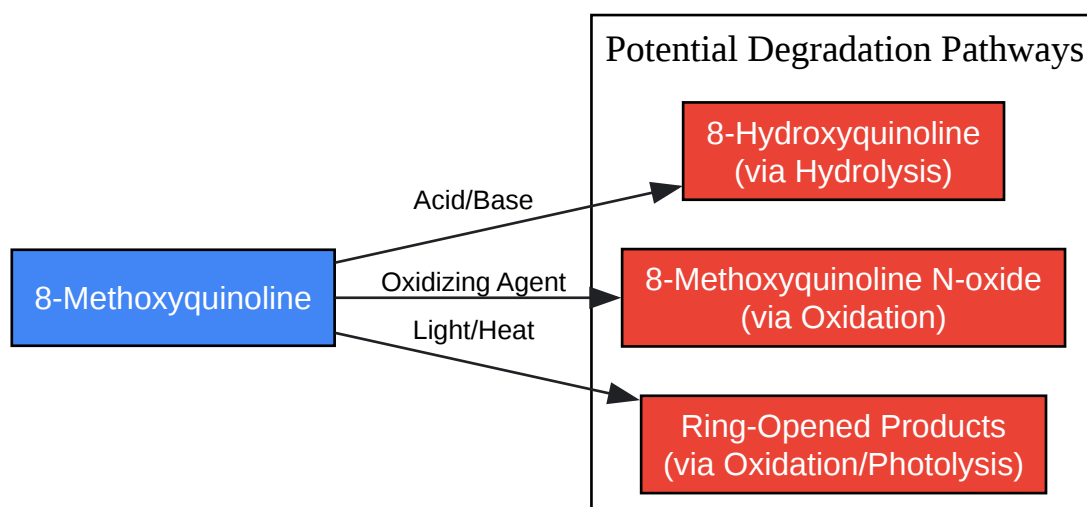 Potential Degradation Pathways
8-Hydroxyquinoline
(via Hydrolysis)
Acid/Base
8-Methoxyquinoline
Oxidizing Agent
8-Methoxyquinoline N-oxide
(via Oxidation)
Light/Heat
Ring-Opened Products
(via Oxidation/Photolysis)